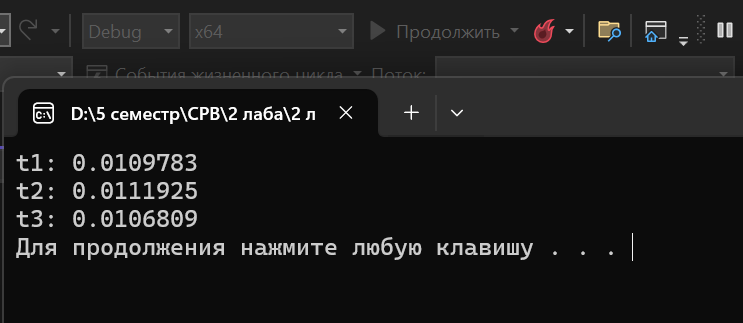 Debug x64 Продолжить
События жизненного цикла Поток:
D:\5 семестр\СРВ\2 лаба\2 л
t1: 0.0109783
t2: 0.0111925
t3: 0.0106809
Для продолжения нажмите любую клавишу . . .